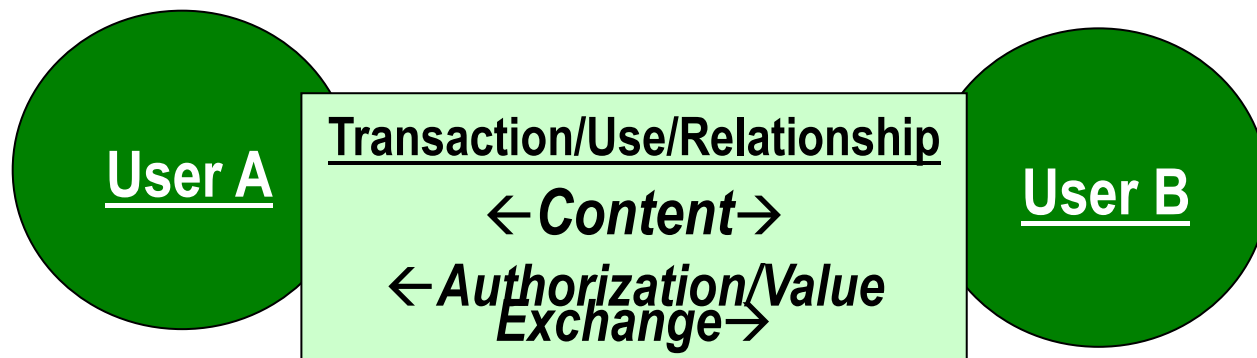 User A
Transaction/Use/Relationship
←Content→
←Authorization/Value
Exchange→
User B